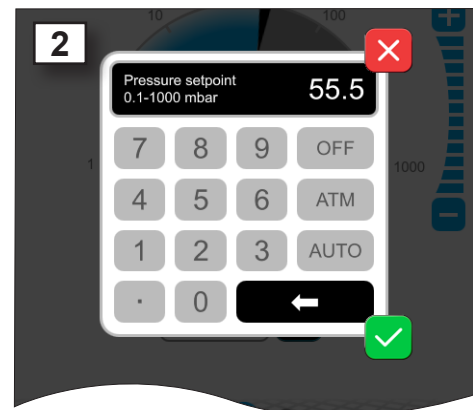 2
10 100
Pressure setpoint
0.1-1000 mbar
55.5
1
1000
7 8 9 OFF
4 5 6 ATM
1 2 3 AUTO
. 0